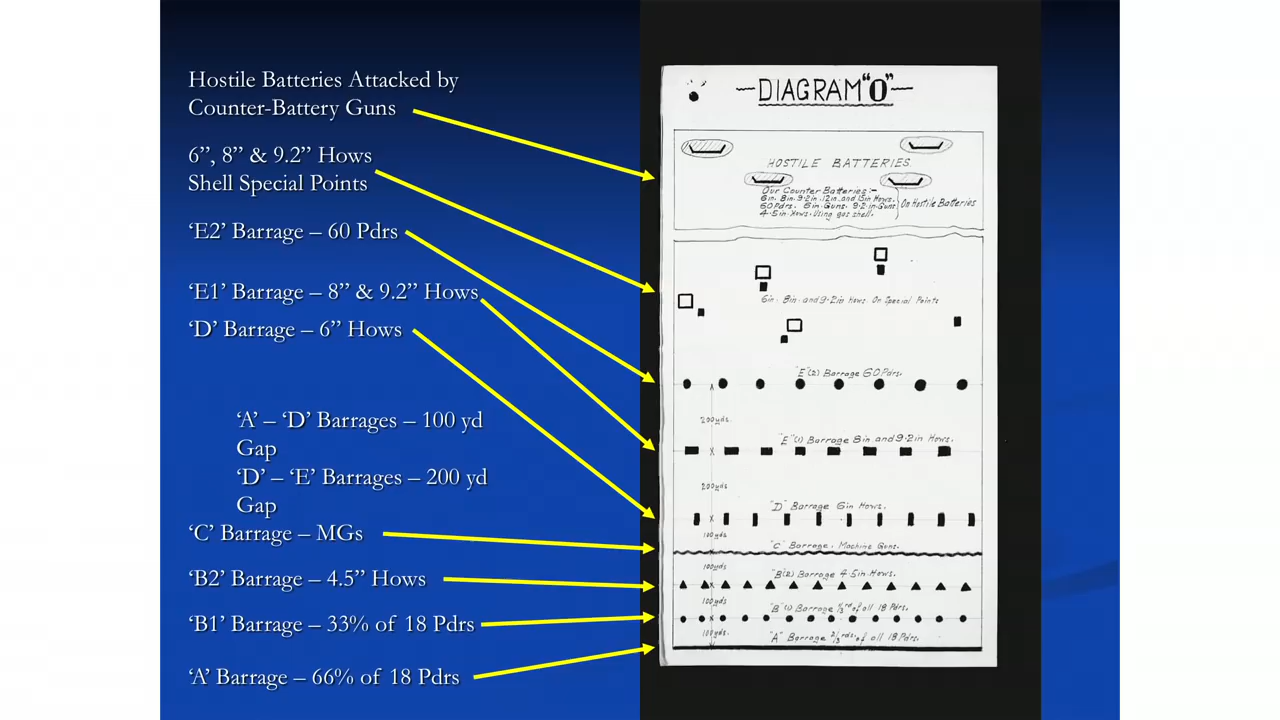 Hostile Batteries Attacked by
Counter-Battery Guns
6”, 8” & 9.2” Hows
Shell Special Points
‘E2’ Barrage – 60 Pdrs
‘E1’ Barrage – 8” & 9.2” Hows
‘D’ Barrage – 6” Hows
‘A’ – ‘D’ Barrages – 100 yd
Gap
‘D’ – ‘E’ Barrages – 200 yd
Gap
‘C’ Barrage – MGs
‘B2’ Barrage – 4.5” Hows
‘B1’ Barrage – 33% of 18 Pdrs
‘A’ Barrage – 66% of 18 Pdrs
DIAGRAM "O"
HOSTILE BATTERIES.
Our Counter Batteries:-
6in. 8in. 9.2in. 12in. and 15in Hows.
60 Pdrs. 6in Guns. 9.2 in Guns
4.5in. Hows. Using gas shell.
On Hostile Batteries
6in. 8in. and 9.2 in. Hows. On Special Points
"E"(2) Barrage 60 Pdrs.
200 yds.
"E"(1) Barrage 8in and 9.2in Hows.
200 yds
"D" Barrage 6in Hows.
100 yds
"C" Barrage. Machine Guns.
100 yds
"B"(2) Barrage 4.5in Hows.
100 yds
"B"(1) Barrage 1/3rd of all 18 Pdrs.
100 yds.
"A" Barrage 2/3rds. of all 18 Pdrs.